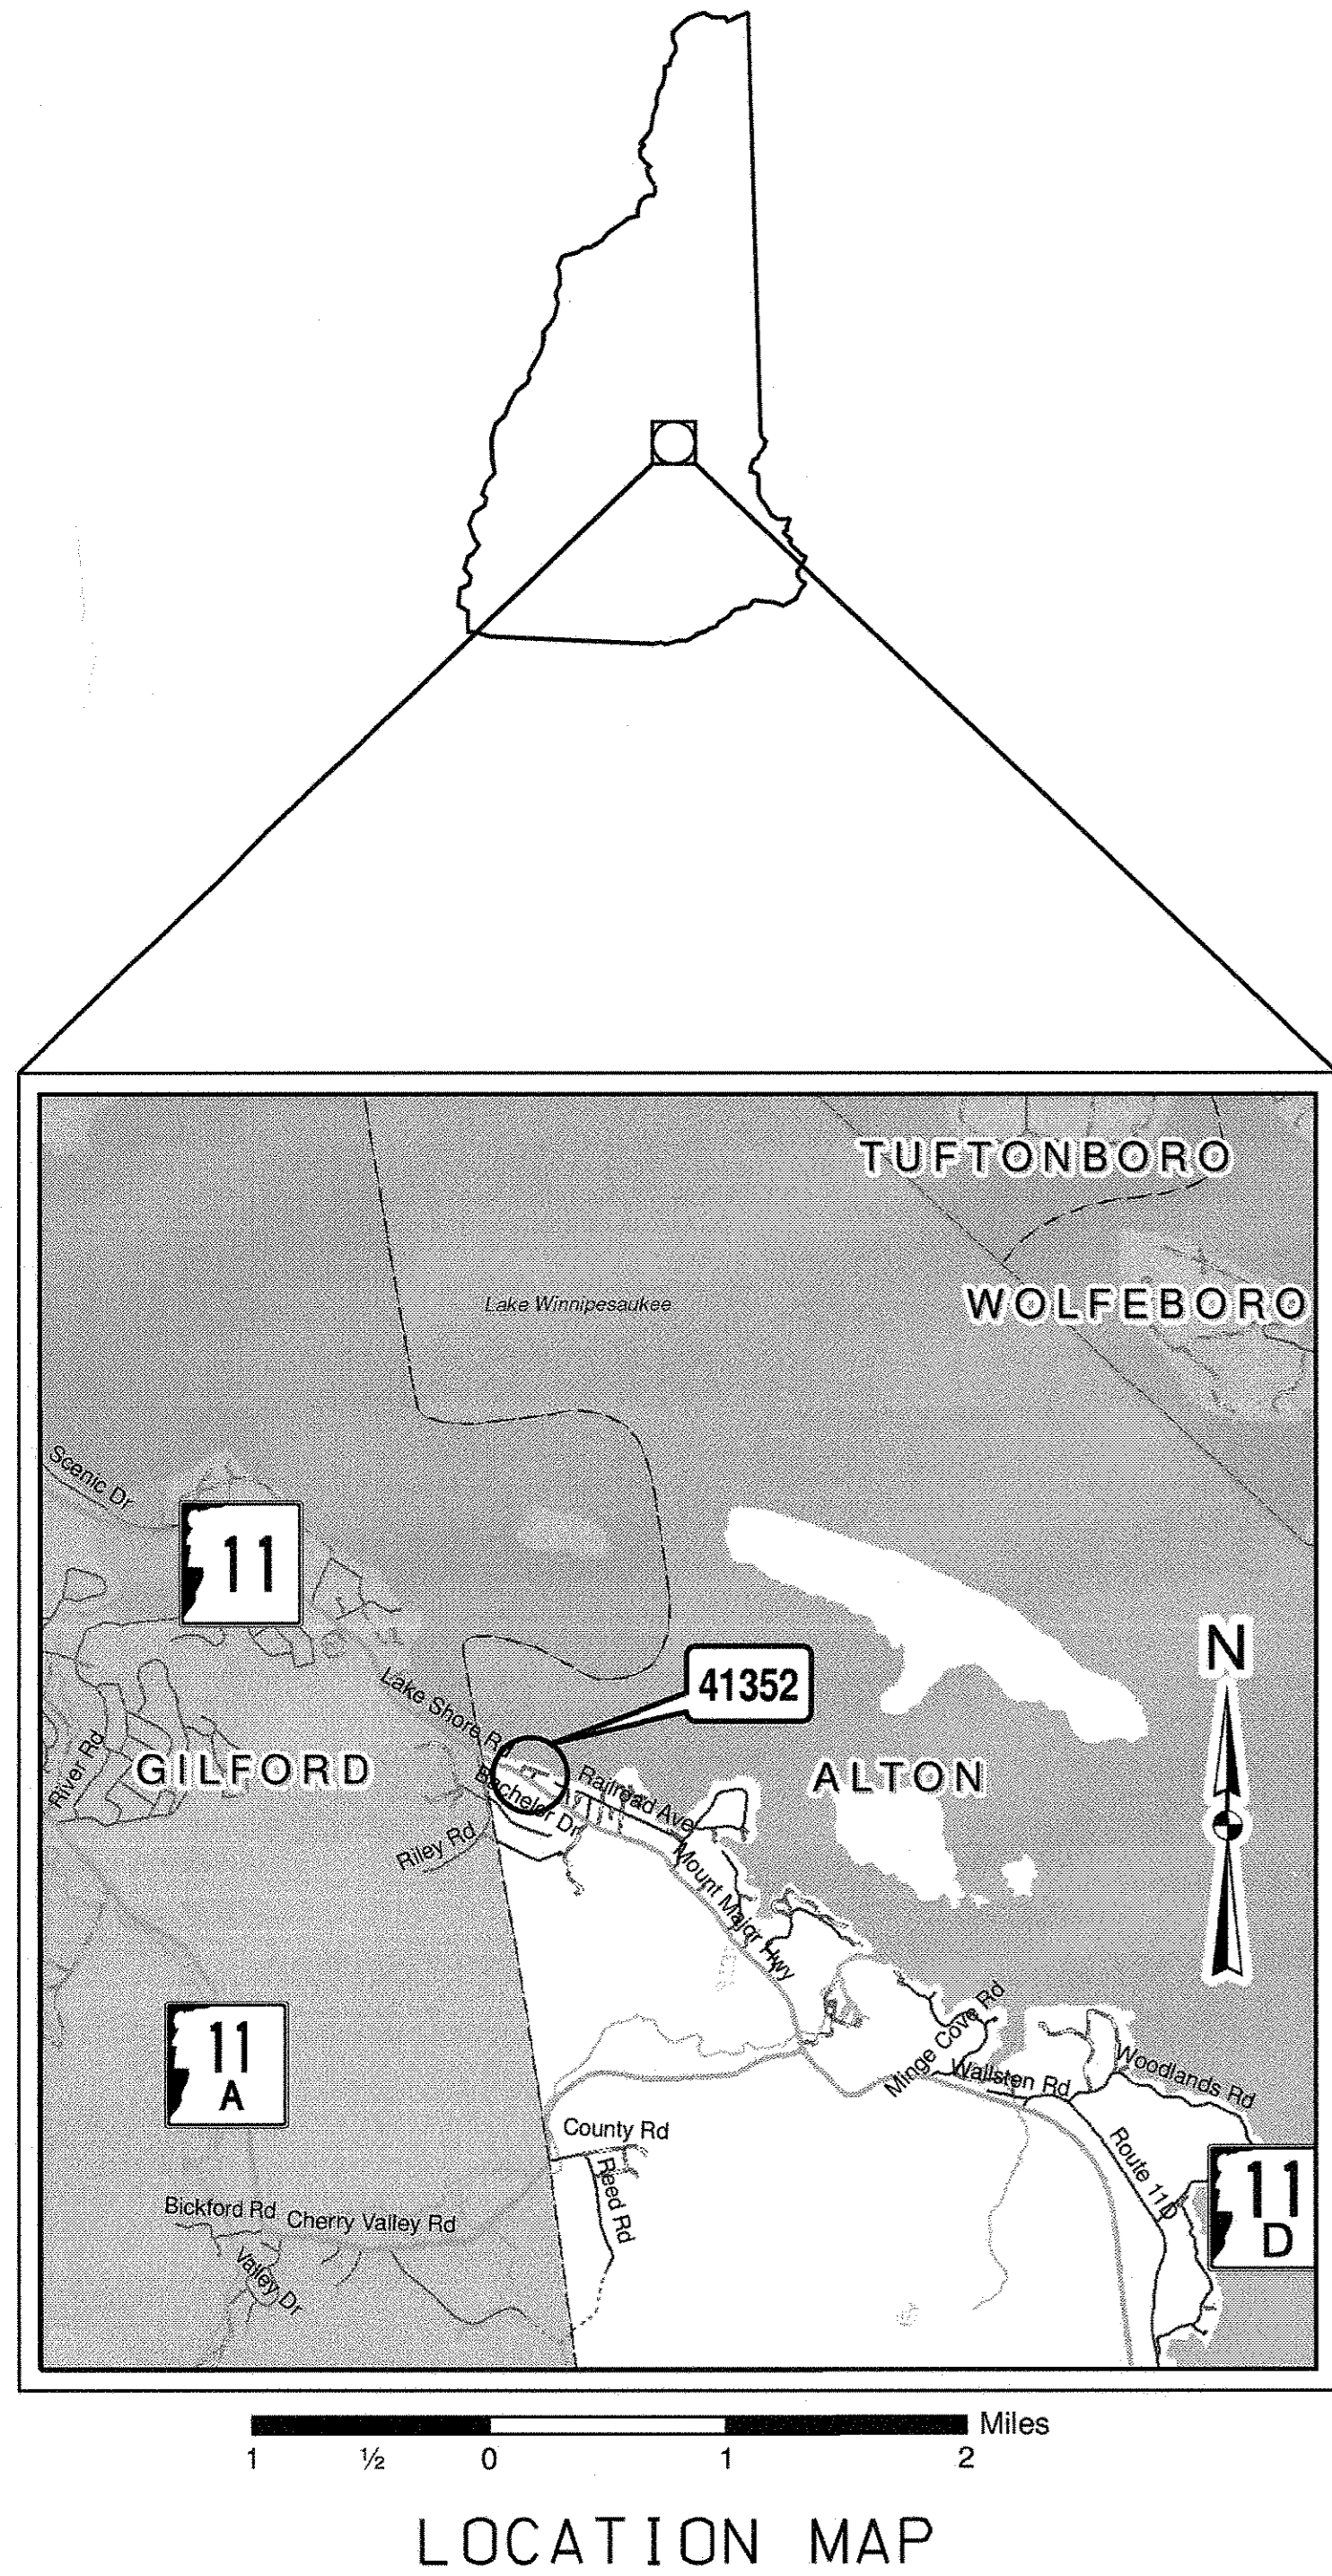 TUFTONBORO
WOLFEBORO
Lake Winnipesaukee
Scenic Dr
11
11
41352
Lake Shore Rd
N
River Rd
GILFORD
ALTON
Railroad Ave
Bachelor Dr
Riley Rd
Mount Major Hwy
11
A
Minge Cove Rd
Wallsten Rd
Woodlands Rd
County Rd
Reed Rd
Route 11D
11
D
Bickford Rd
Cherry Valley Rd
Valley Dr
Miles
1 ½ 0 1 2
LOCATION MAP